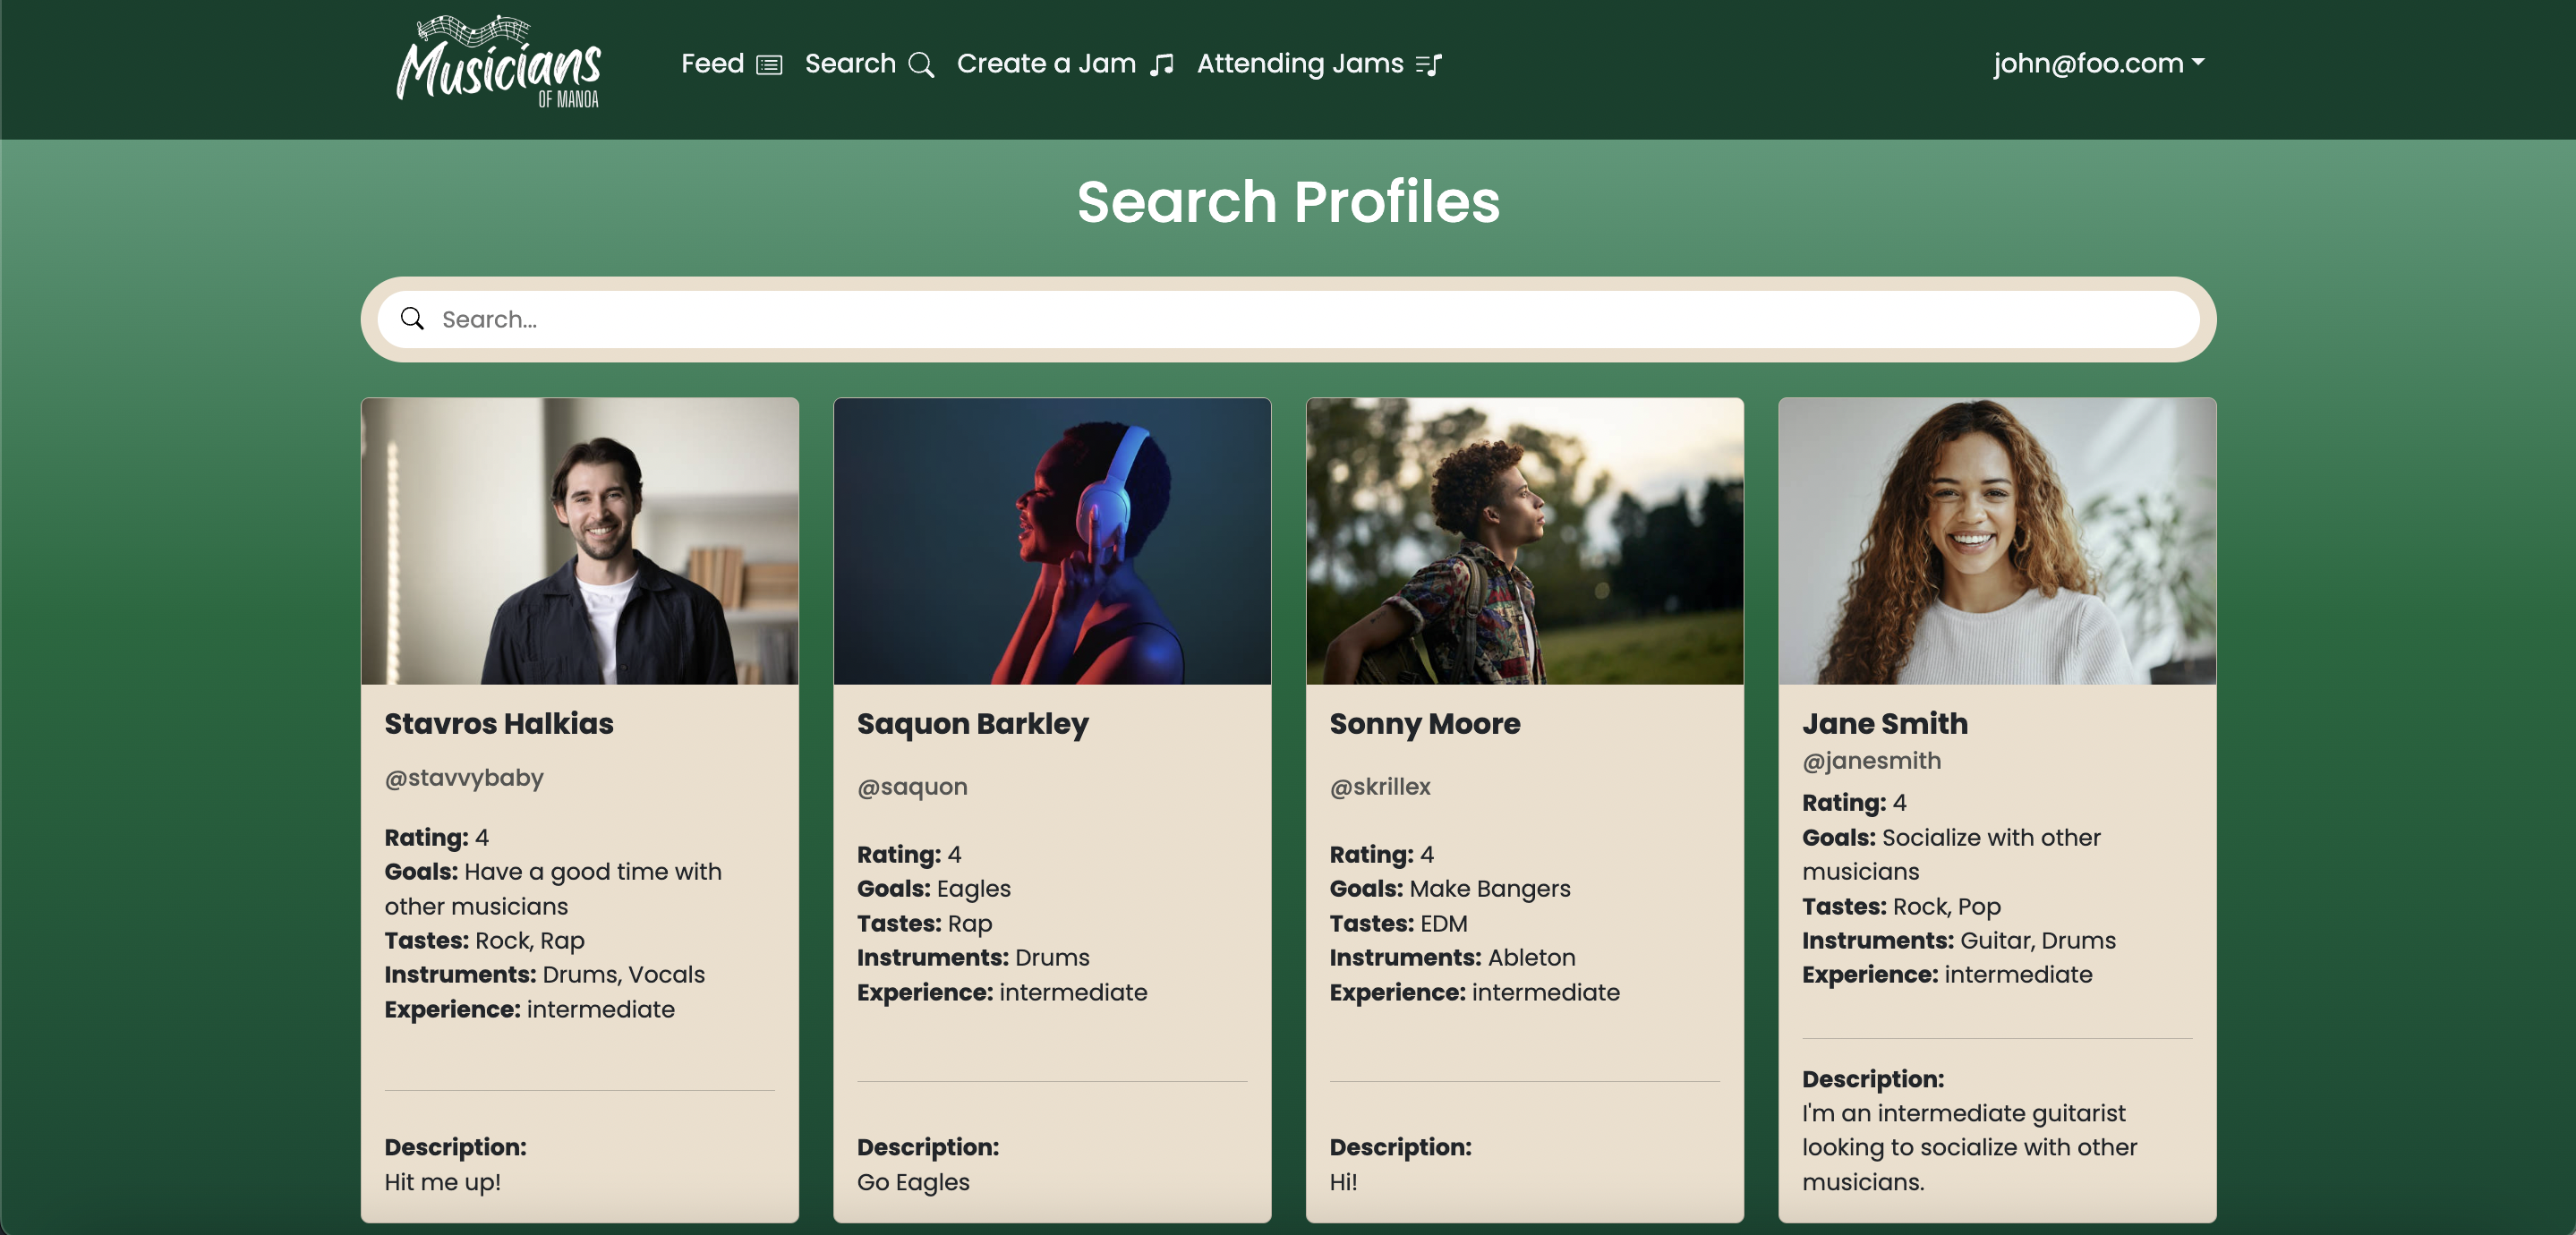 Musicians
OF MANOA
Feed Search Create a Jam Attending Jams
john@foo.com
Search Profiles
Search...
Stavros Halkias
@stavvybaby
Rating: 4
Goals: Have a good time with
other musicians
Tastes: Rock, Rap
Instruments: Drums, Vocals
Experience: intermediate
Description:
Hit me up!
Saquon Barkley
@saquon
Rating: 4
Goals: Eagles
Tastes: Rap
Instruments: Drums
Experience: intermediate
Description:
Go Eagles
Sonny Moore
@skrillex
Rating: 4
Goals: Make Bangers
Tastes: EDM
Instruments: Ableton
Experience: intermediate
Description:
Hi!
Jane Smith
@janesmith
Rating: 4
Goals: Socialize with other
musicians
Tastes: Rock, Pop
Instruments: Guitar, Drums
Experience: intermediate
Description:
I'm an intermediate guitarist
looking to socialize with other
musicians.